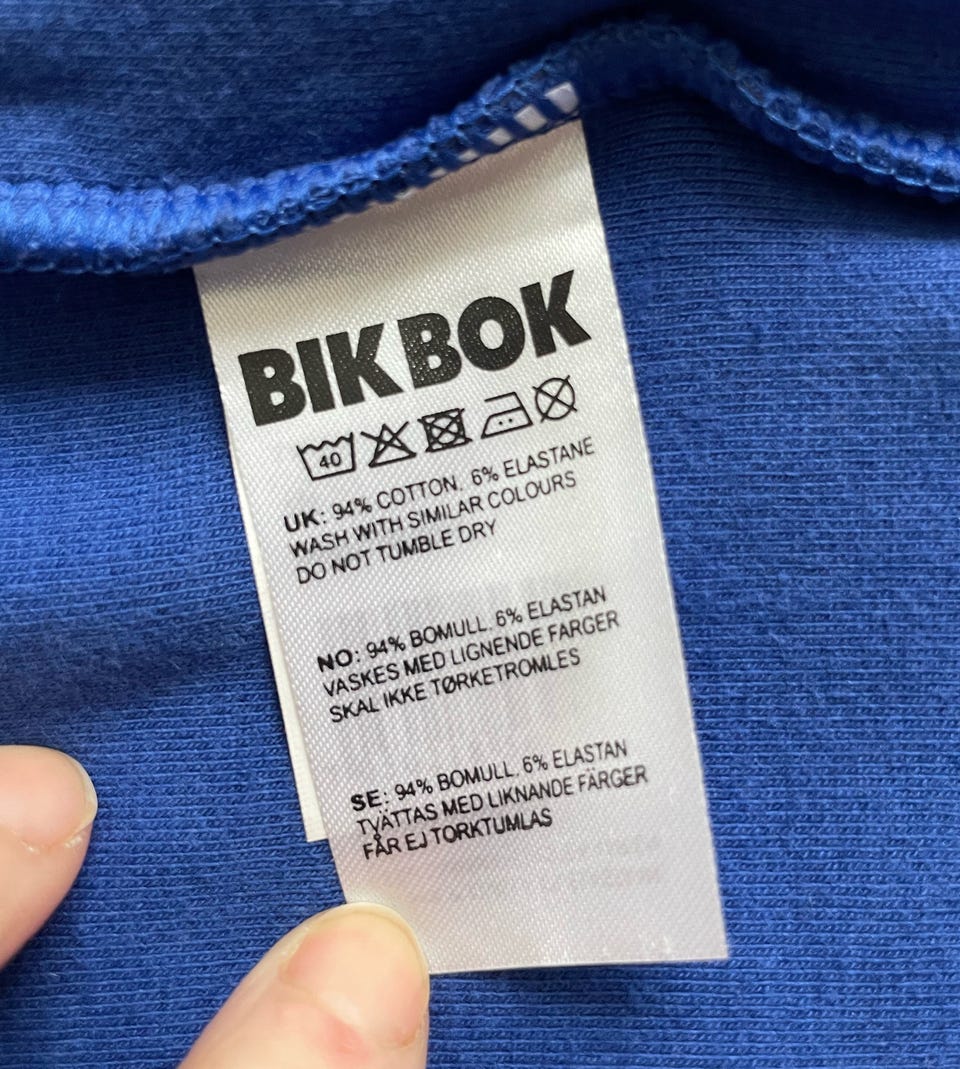 BIK BOK
40
UK: 94% COTTON, 6% ELASTANE
WASH WITH SIMILAR COLOURS
DO NOT TUMBLE DRY
NO: 94% BOMULL. 6% ELASTAN
VASKES MED LIGNENDE FARGER
SKAL IKKE TØRKETROMLES
SE: 94% BOMULL. 6% ELASTAN
TVÄTTAS MED LIKNANDE FÄRGER
FÅR EJ TORKTUMLAS